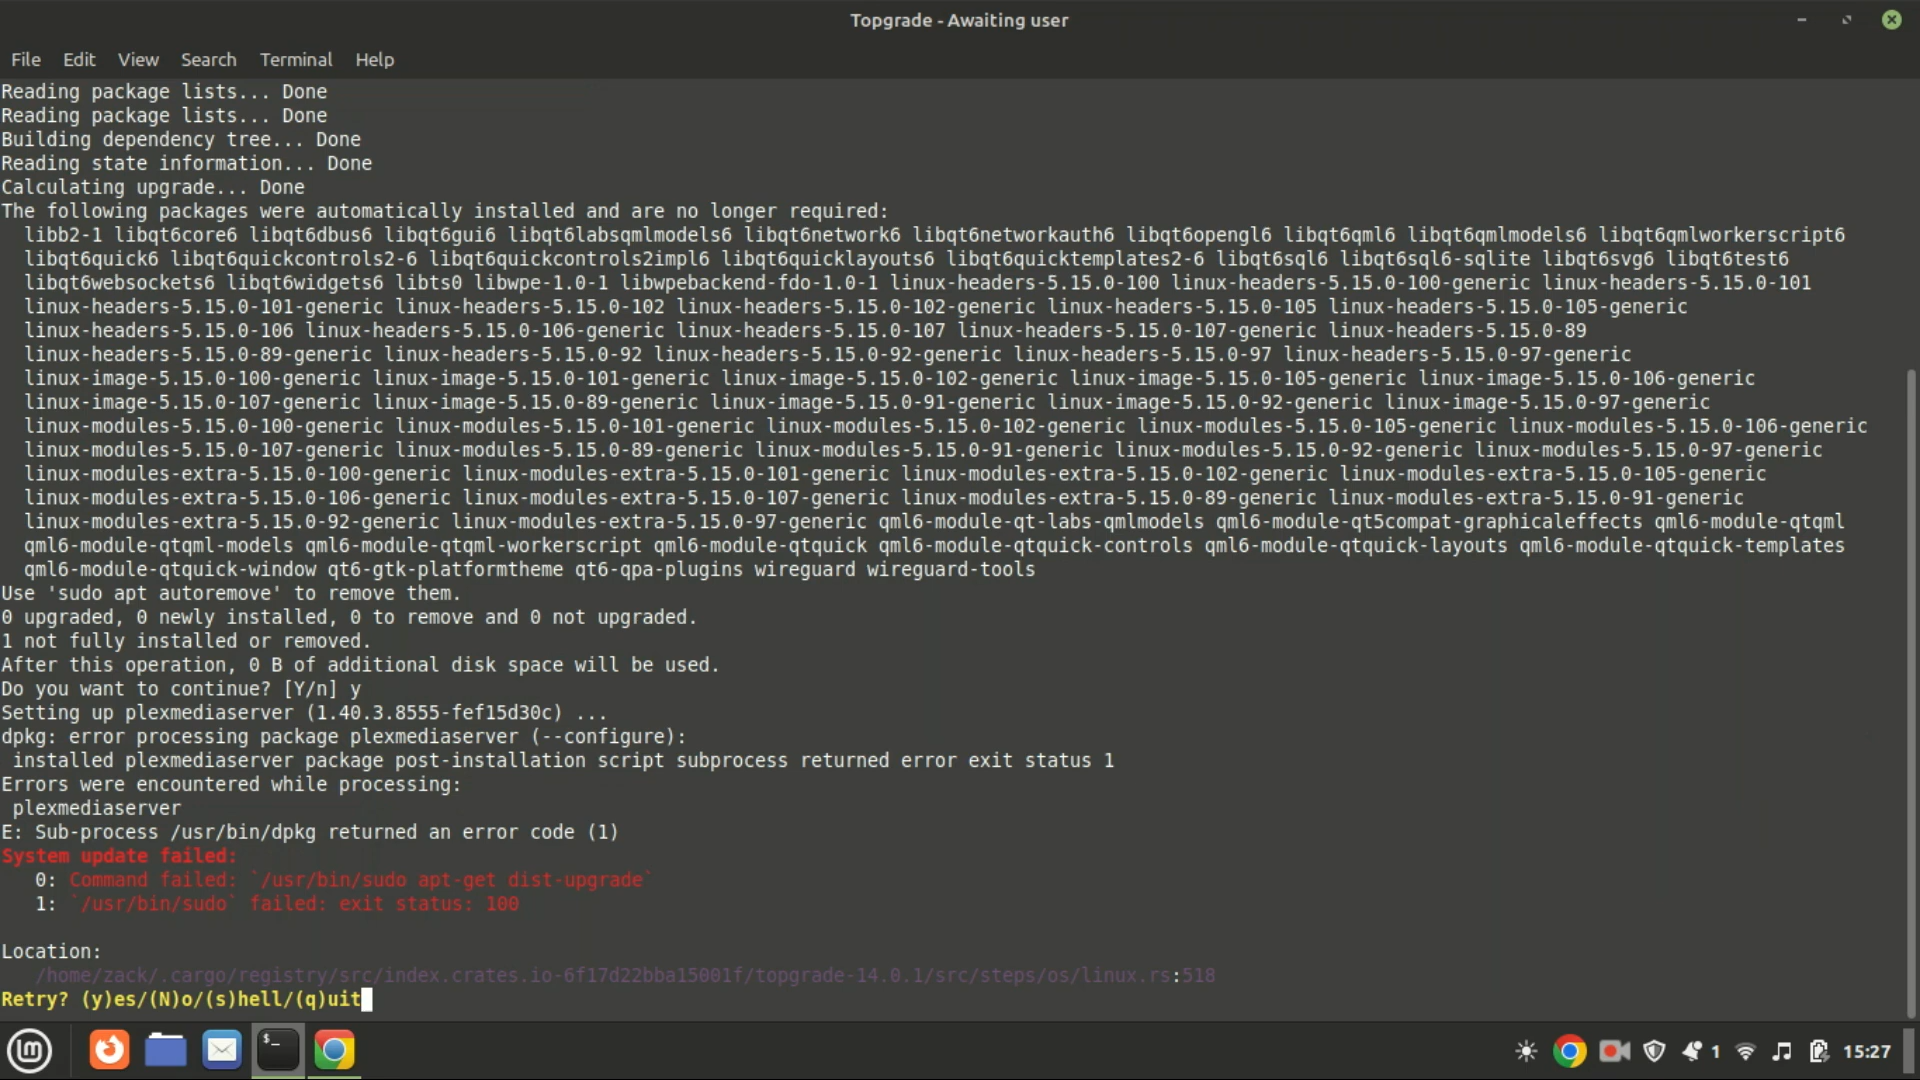 Topgrade - Awaiting user
File Edit View Search Terminal Help
Reading package lists... Done
Reading package lists... Done
Building dependency tree... Done
Reading state information... Done
Calculating upgrade... Done
The following packages were automatically installed and are no longer required:
libb2-1 libqt6core6 libqt6dbus6 libqt6gui6 libqt6labsqmlmodels6 libqt6network6 libqt6networkauth6 libqt6opengl6 libqt6qml6 libqt6qmlmodels6 libqt6qmlworkerscript6
libqt6quick6 libqt6quickcontrols2-6 libqt6quickcontrols2impl6 libqt6quicklayouts6 libqt6quicktemplates2-6 libqt6sql6 libqt6sql6-sqlite libqt6svg6 libqt6test6
libqt6websockets6 libqt6widgets6 libts0 libwpe-1.0-1 libwpebackend-fdo-1.0-1 linux-headers-5.15.0-100 linux-headers-5.15.0-100-generic linux-headers-5.15.0-101
linux-headers-5.15.0-101-generic linux-headers-5.15.0-102 linux-headers-5.15.0-102-generic linux-headers-5.15.0-105 linux-headers-5.15.0-105-generic
linux-headers-5.15.0-106 linux-headers-5.15.0-106-generic linux-headers-5.15.0-107 linux-headers-5.15.0-107-generic linux-headers-5.15.0-89
linux-headers-5.15.0-89-generic linux-headers-5.15.0-92 linux-headers-5.15.0-92-generic linux-headers-5.15.0-97 linux-headers-5.15.0-97-generic
linux-image-5.15.0-100-generic linux-image-5.15.0-101-generic linux-image-5.15.0-102-generic linux-image-5.15.0-105-generic linux-image-5.15.0-106-generic
linux-image-5.15.0-107-generic linux-image-5.15.0-89-generic linux-image-5.15.0-91-generic linux-image-5.15.0-92-generic linux-image-5.15.0-97-generic
linux-modules-5.15.0-100-generic linux-modules-5.15.0-101-generic linux-modules-5.15.0-102-generic linux-modules-5.15.0-105-generic linux-modules-5.15.0-106-generic
linux-modules-5.15.0-107-generic linux-modules-5.15.0-89-generic linux-modules-5.15.0-91-generic linux-modules-5.15.0-92-generic linux-modules-5.15.0-97-generic
linux-modules-extra-5.15.0-100-generic linux-modules-extra-5.15.0-101-generic linux-modules-extra-5.15.0-102-generic linux-modules-extra-5.15.0-105-generic
linux-modules-extra-5.15.0-106-generic linux-modules-extra-5.15.0-107-generic linux-modules-extra-5.15.0-89-generic linux-modules-extra-5.15.0-91-generic
linux-modules-extra-5.15.0-92-generic linux-modules-extra-5.15.0-97-generic qml6-module-qt-labs-qmlmodels qml6-module-qt5compat-graphicaleffects qml6-module-qtqml
qml6-module-qtqml-models qml6-module-qtqml-workerscript qml6-module-qtquick qml6-module-qtquick-controls qml6-module-qtquick-layouts qml6-module-qtquick-templates
qml6-module-qtquick-window qt6-gtk-platformtheme qt6-qpa-plugins wireguard wireguard-tools
Use 'sudo apt autoremove' to remove them.
0 upgraded, 0 newly installed, 0 to remove and 0 not upgraded.
1 not fully installed or removed.
After this operation, 0 B of additional disk space will be used.
Do you want to continue? [Y/n] y
Setting up plexmediaserver (1.40.3.8555-fef15d30c) ...
dpkg: error processing package plexmediaserver (--configure):
installed plexmediaserver package post-installation script subprocess returned error exit status 1
Errors were encountered while processing:
plexmediaserver
E: Sub-process /usr/bin/dpkg returned an error code (1)
System update failed:
0: Command failed: `/usr/bin/sudo apt-get dist-upgrade`
1: `/usr/bin/sudo` failed: exit status: 100
Location:
/home/zack/.cargo/registry/src/index.crates.io-6f17d22bba15001f/topgrade-14.0.1/src/steps/os/linux.rs:518
Retry? (y)es/(N)o/(s)hell/(q)uit
$_
1 15:27